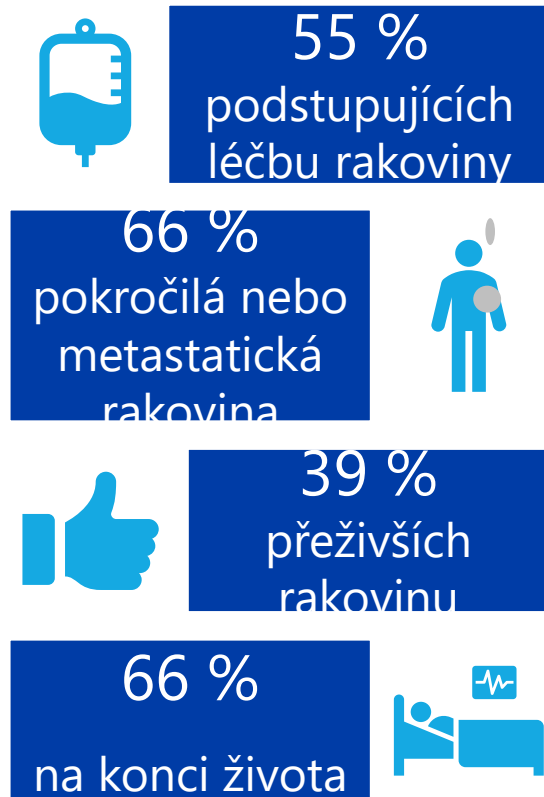 55 %
podstupujících
léčbu rakoviny
66 %
pokročilá nebo
metastatická
rakovina
39 %
přeživších
rakovinu
66 %
na konci života